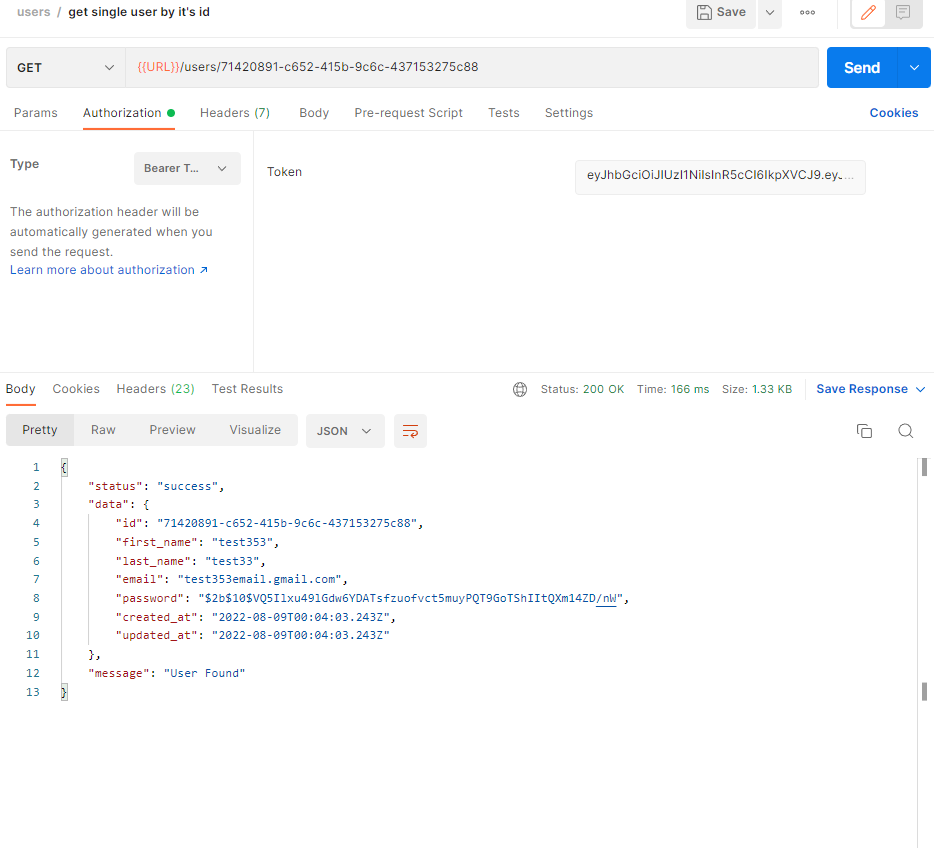 users / get single user by it's id
Save
GET {{URL}}/users/71420891-c652-415b-9c6c-437153275c88 Send
Params Authorization Headers (7) Body Pre-request Script Tests Settings Cookies
Type Bearer T... Token eyJhbGciOiJIUzI1NiIsInR5cCI6IkpXVCJ9.ey...
The authorization header will be
automatically generated when you
send the request.
Learn more about authorization ↗
Body Cookies Headers (23) Test Results Status: 200 OK Time: 166 ms Size: 1.33 KB Save Response
Pretty Raw Preview Visualize JSON
1 {
2 "status": "success",
3 "data": {
4 "id": "71420891-c652-415b-9c6c-437153275c88",
5 "first_name": "test353",
6 "last_name": "test33",
7 "email": "test353email.gmail.com",
8 "password": "$2b$10$VQ5Ilxu49lGdw6YDATsfzuofvct5muyPQT9GoTShIItQXm14ZD/nW",
9 "created_at": "2022-08-09T00:04:03.243Z",
10 "updated_at": "2022-08-09T00:04:03.243Z"
11 },
12 "message": "User Found"
13 }